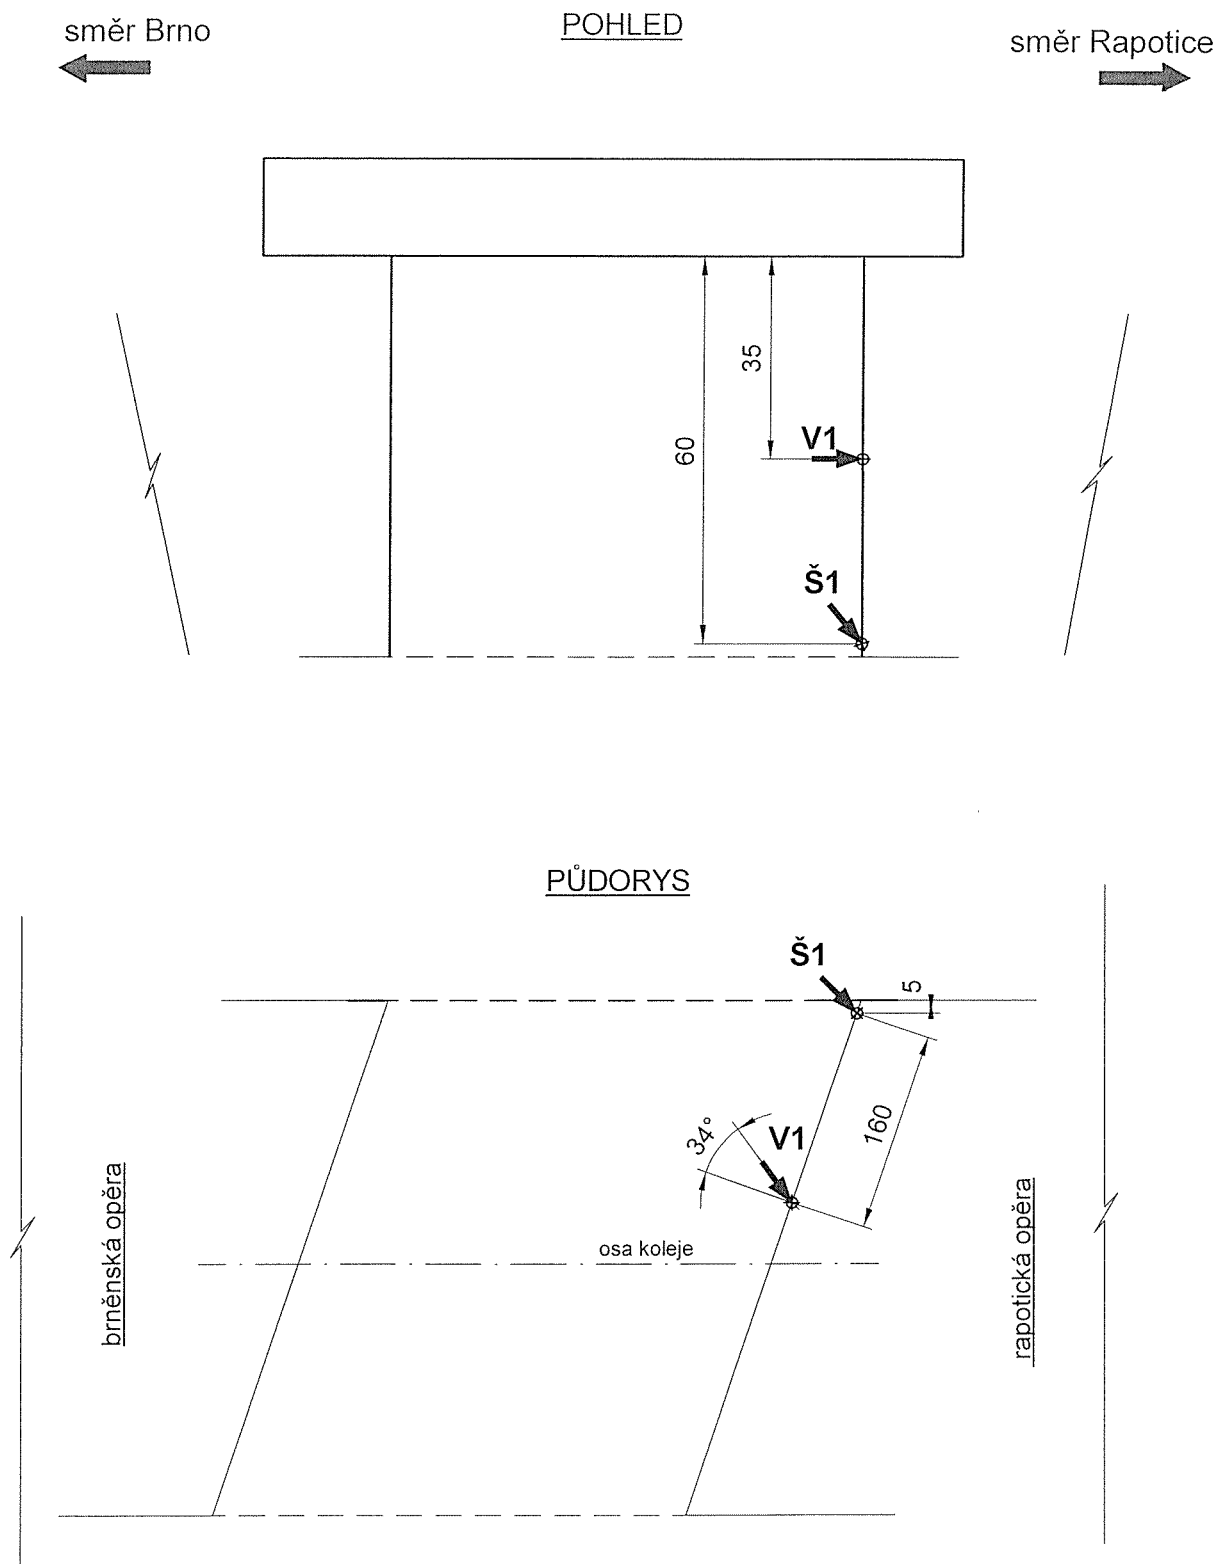 směr Brno
POHLED
směr Rapotice
35
60
V1
Š1
PŮDORYS
Š1
5
160
34°
V1
osa koleje
brněnská opěra
rapotická opěra